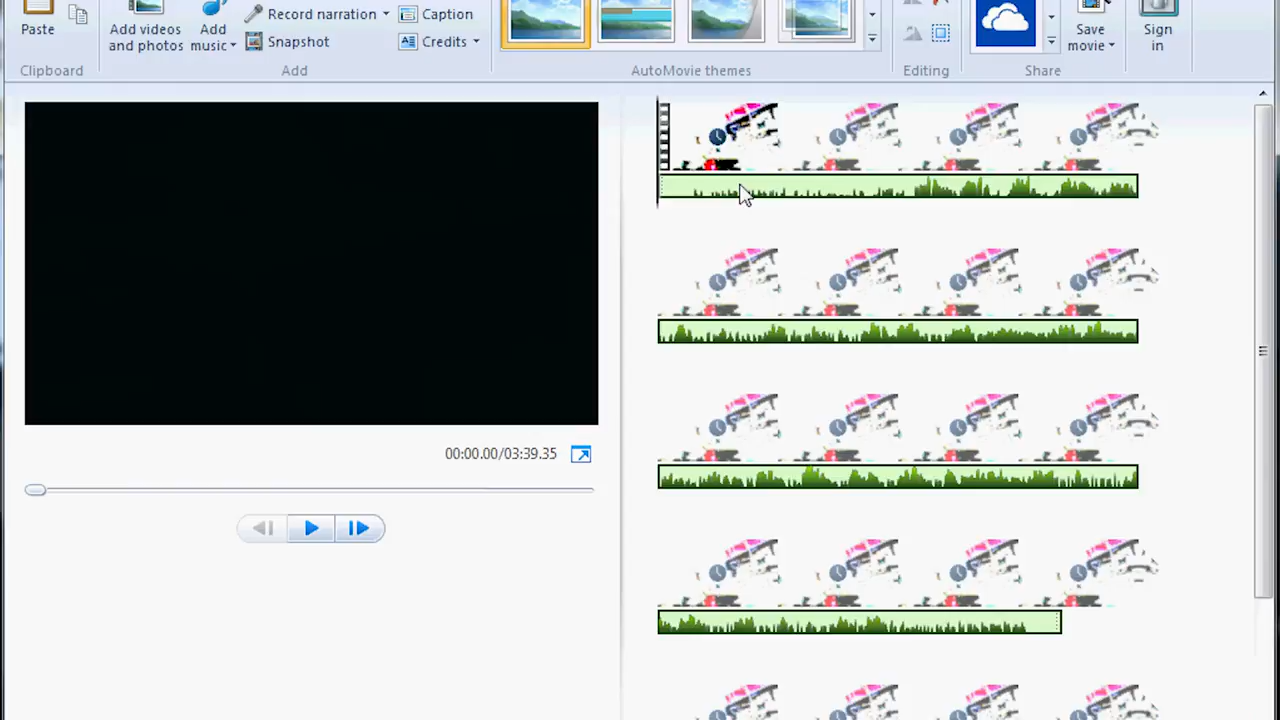 Paste
Add videos
and photos
Add
music
Record narration
Snapshot
Caption
Credits
Save
movie
Sign
in
Clipboard
Add
AutoMovie themes
Editing
Share
00:00.00/03:39.35